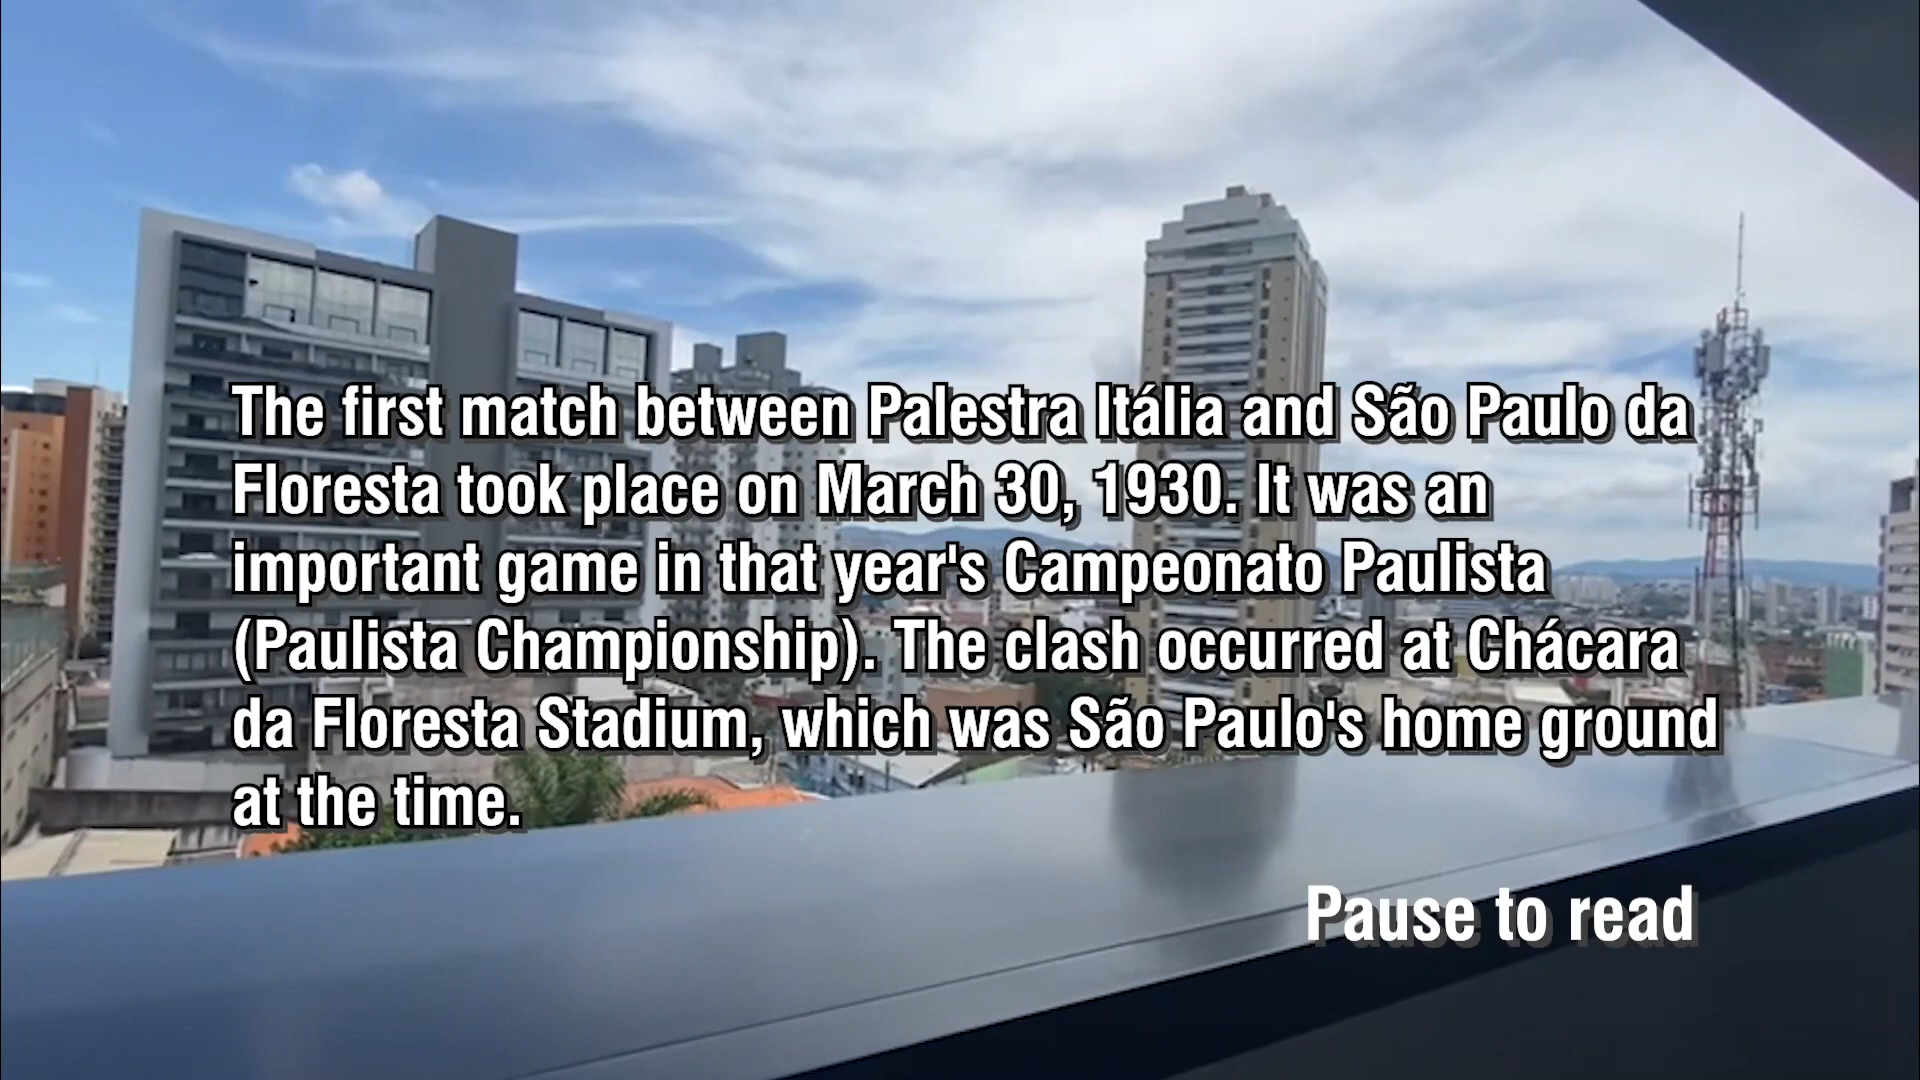 The first match between Palestra Itália and São Paulo da
Floresta took place on March 30, 1930. It was an
important game in that year's Campeonato Paulista
(Paulista Championship). The clash occurred at Chácara
da Floresta Stadium, which was São Paulo's home ground
at the time.
Pause to read